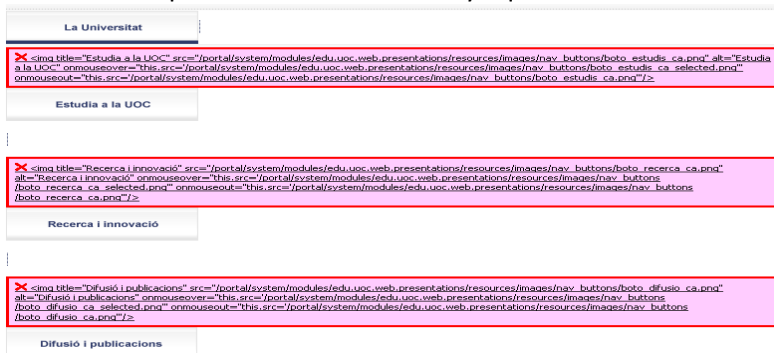 La Universitat
<img title="Estudia a la UOC" src="/portal/system/modules/edu.uoc.web.presentations/resources/images/nav_buttons/boto_estudis_ca.png" alt="Estudia
a la UOC" onmouseover="this.src='/portal/system/modules/edu.uoc.web.presentations/resources/images/nav_buttons/boto_estudis_ca_selected.png'"
onmouseout="this.src='/portal/system/modules/edu.uoc.web.presentations/resources/images/nav_buttons/boto_estudis_ca.png'"/>
Estudia a la UOC
<img title="Recerca i innovació" src="/portal/system/modules/edu.uoc.web.presentations/resources/images/nav_buttons/boto_recerca_ca.png"
alt="Recerca i innovació" onmouseover="this.src='/portal/system/modules/edu.uoc.web.presentations/resources/images/nav_buttons
/boto_recerca_ca_selected.png'" onmouseout="this.src='/portal/system/modules/edu.uoc.web.presentations/resources/images/nav_buttons
/boto_recerca_ca.png'"/>
Recerca i innovació
<img title="Difusió i publicacions" src="/portal/system/modules/edu.uoc.web.presentations/resources/images/nav_buttons/boto_difusio_ca.png"
alt="Difusió i publicacions" onmouseover="this.src='/portal/system/modules/edu.uoc.web.presentations/resources/images/nav_buttons
/boto_difusio_ca_selected.png'" onmouseout="this.src='/portal/system/modules/edu.uoc.web.presentations/resources/images/nav_buttons
/boto_difusio_ca.png'"/>
Difusió i publicacions